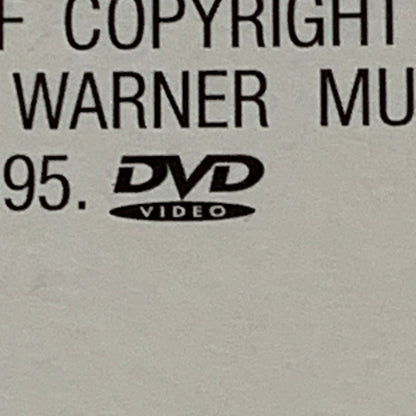 F COPYRIGHT
WARNER MU
95. DVD
VIDEO